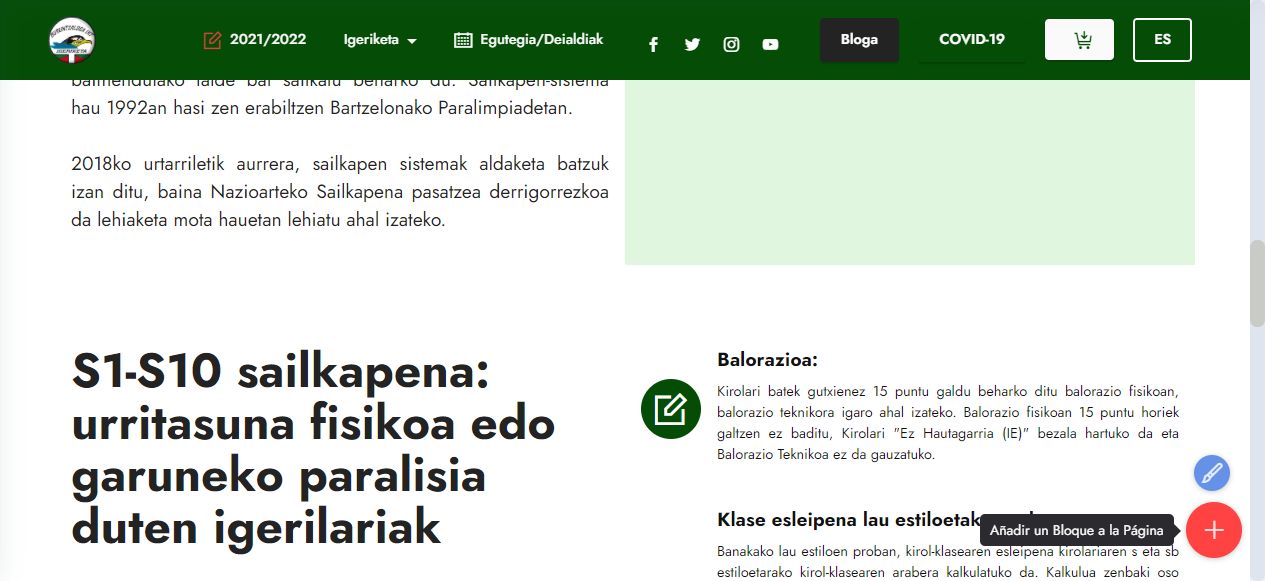 2021/2022
Igeriketa
Egutegia/Deialdiak
Bloga
COVID-19
ES
IGERIKETA
baimendutako talde bat sailkatu beharko du. Sailkapen-sistema
hau 1992an hasi zen erabiltzen Bartzelonako Paralimpiadetan.
2018ko urtarriletik aurrera, sailkapen sistemak aldaketa batzuk
izan ditu, baina Nazioarteko Sailkapena pasatzea derrigorrezkoa
da lehiaketa mota hauetan lehiatu ahal izateko.
S1-S10 sailkapena:
urritasuna fisikoa edo
garuneko paralisia
duten igerilariak
Balorazioa:
Kirolari batek gutxienez 15 puntu galdu beharko ditu balorazio fisikoan,
balorazio teknikora igaro ahal izateko. Balorazio fisikoan 15 puntu horiek
galtzen ez baditu, Kirolari "Ez Hautagarria (IE)" bezala hartuko da eta
Balorazio Teknikoa ez da gauzatuko.
Klase esleipena lau estiloetak
Añadir un Bloque a la Página
Banakako lau estiloen proban, kirol-klasearen esleipena kirolariaren s eta sb
estiloetarako kirol-klasearen arabera kalkulatuko da. Kalkulua zenbaki oso